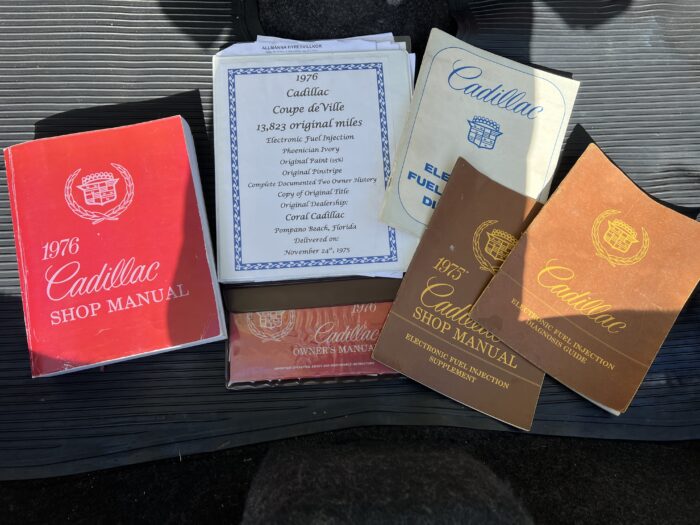 1976
Cadillac
SHOP MANUAL
ALLMÄNNA HYRESVILLKOR
1976
Cadillac
Coupe deVille
13,823 original miles
Electronic Fuel Injection
Phoenician Ivory
Original Paint
Original Pinstripe
Complete Documented Two Owner History
Copy of Original Title
Original Dealership:
Coral Cadillac
Pompano Beach, Florida
Delivered on:
November 24th, 1975
1976
Cadillac
OWNER'S MANUAL
Cadillac
FUEL
1975
Cadillac
SHOP MANUAL
ELECTRONIC FUEL INJECTION
SUPPLEMENT
Cadillac
ELECTRONIC FUEL INJECTION
DIAGNOSIS GUIDE